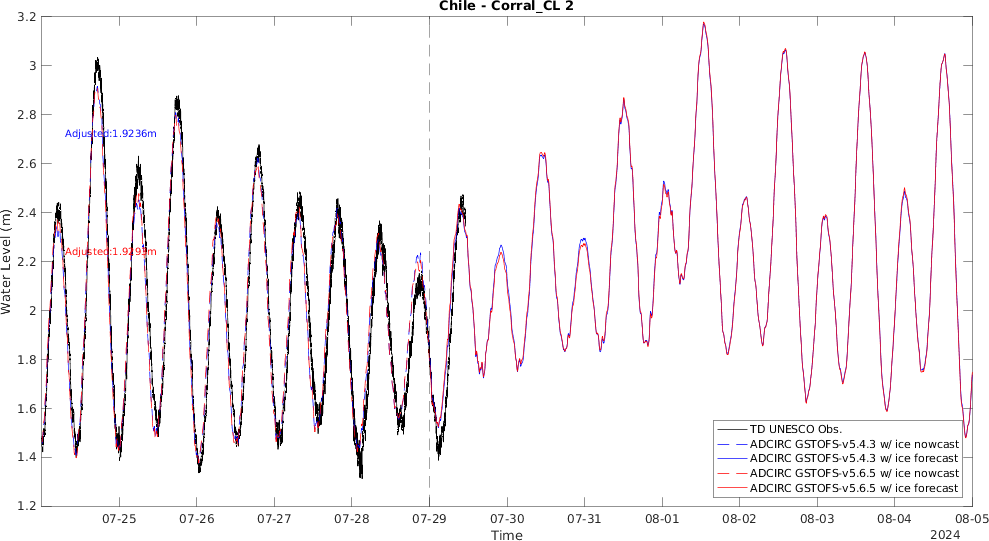 Chile - Corral_CL 2
3.2
3
2.8
2.6
2.4
2.2
2
1.8
1.6
1.4
1.2
Water Level (m)
Adjusted:1.9236m
Adjusted:1.9293m
TD UNESCO Obs.
ADCIRC GSTOFS-v5.4.3 w/ ice nowcast
ADCIRC GSTOFS-v5.4.3 w/ ice forecast
ADCIRC GSTOFS-v5.6.5 w/ ice nowcast
ADCIRC GSTOFS-v5.6.5 w/ ice forecast
07-25 07-26 07-27 07-28 07-29 07-30 07-31 08-01 08-02 08-03 08-04 08-05
Time
2024